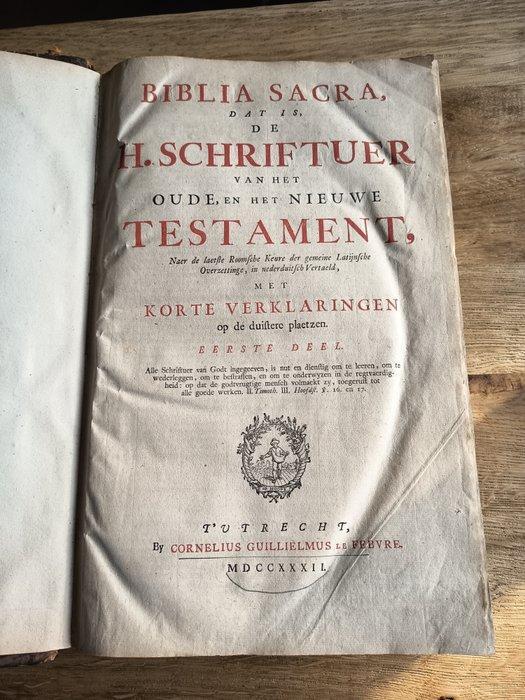 BIBLIA SACRA,
DAT IS,
DE
H. SCHRIFTUER
VAN HET
OUDE, EN HET NIEUWE
TESTAMENT,
Naer de laetſte Roomſche Keure der gemeine Latijnſche
Overzettinge, in nederduitſch Vertaeld,
MET
KORTE VERKLARINGEN
op de duiſtere plaetzen.
EERSTE DEEL.
Alle Schriftuer van Godt ingegeeven, is nut en dienſtig om te leeren, om te
wederleggen, om te beſtraffen, en om te onderwyzen in de regtvaerdig-
heid: op dat de godtvrugtige menſch volmaekt zy, toegeruſt tot
alle goede werken. II. Timoth. III. Hoofdſt. ℣. 16. en 17.
T'UTRECHT,
By CORNELIUS GUILLIELMUS LE FEBVRE.
MDCCXXXII.